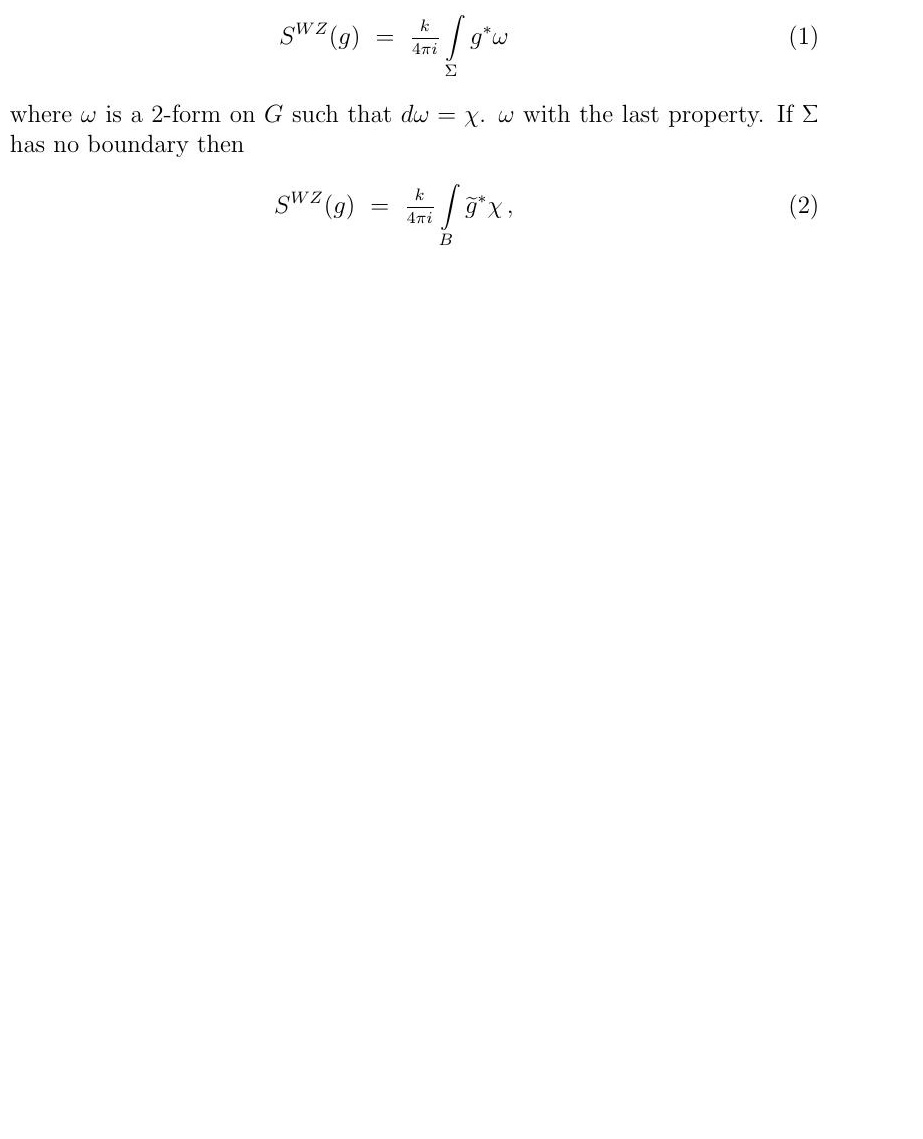 $S^{WZ}(g) \ = \ \frac{k}{4\pi i} \int\limits_{\Sigma} g^*\omega$ (1)
where $\omega$ is a 2-form on $G$ such that $d\omega = \chi$. $\omega$ with the last property. If $\Sigma$
has no boundary then
$S^{WZ}(g) \ = \ \frac{k}{4\pi i} \int\limits_{B} \widetilde{g}^*\chi\,,$ (2)